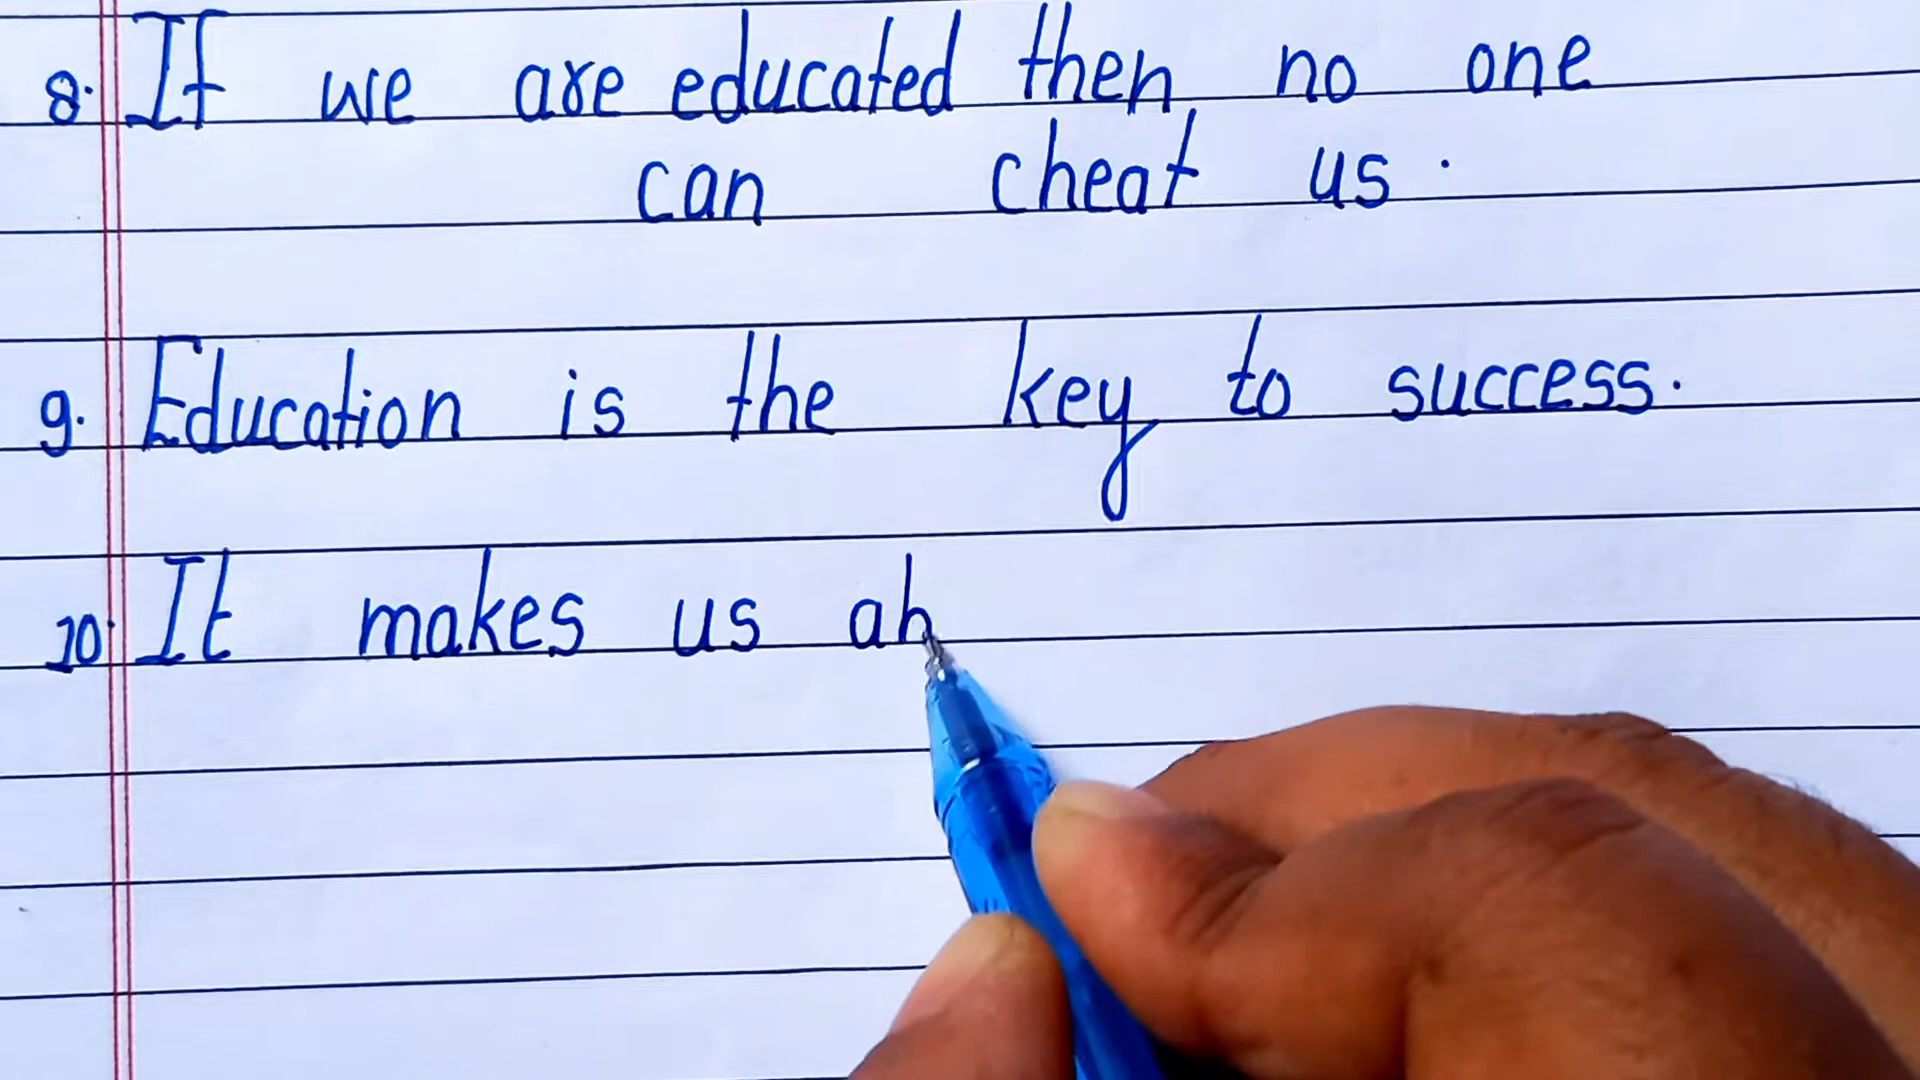 8. If we are educated then no one
can cheat us.
9. Education is the key to success.
10. It makes us